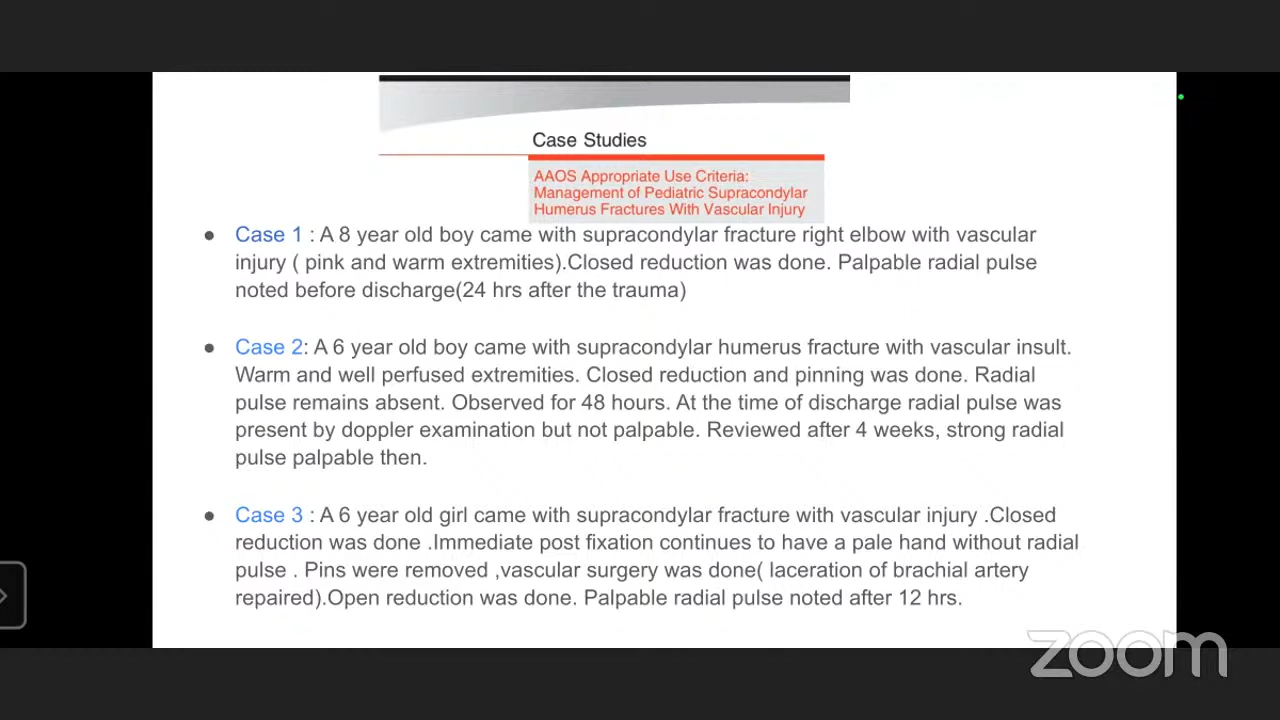 Case Studies
AAOS Appropriate Use Criteria:
Management of Pediatric Supracondylar
Humerus Fractures With Vascular Injury
● Case 1 : A 8 year old boy came with supracondylar fracture right elbow with vascular
injury ( pink and warm extremities).Closed reduction was done. Palpable radial pulse
noted before discharge(24 hrs after the trauma)
● Case 2: A 6 year old boy came with supracondylar humerus fracture with vascular insult.
Warm and well perfused extremities. Closed reduction and pinning was done. Radial
pulse remains absent. Observed for 48 hours. At the time of discharge radial pulse was
present by doppler examination but not palpable. Reviewed after 4 weeks, strong radial
pulse palpable then.
● Case 3 : A 6 year old girl came with supracondylar fracture with vascular injury .Closed
reduction was done .Immediate post fixation continues to have a pale hand without radial
pulse . Pins were removed ,vascular surgery was done( laceration of brachial artery
repaired).Open reduction was done. Palpable radial pulse noted after 12 hrs.
zoom